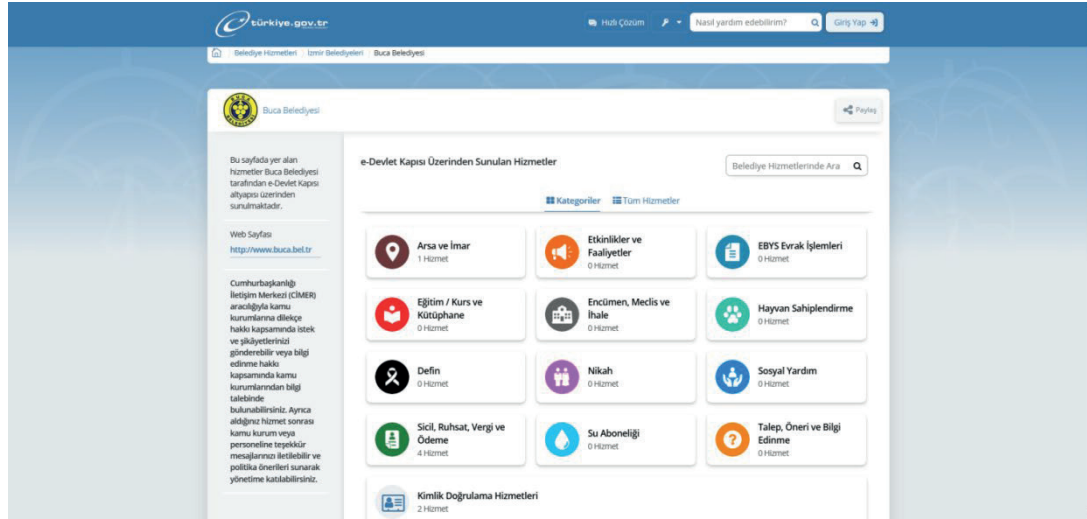 türkiye.gov.tr
Hızlı Çözüm
Nasıl yardım edebilirim?
Giriş Yap
Belediye Hizmetleri
İzmir Belediyeleri
Buca Belediyesi
BUCA
BELEDİYESİ
Buca Belediyesi
Paylaş
Bu sayfada yer alan
hizmetler Buca Belediyesi
tarafından e-Devlet Kapısı
altyapısı üzerinden
sunulmaktadır.
Web Sayfası
http://www.buca.bel.tr
Cumhurbaşkanlığı
İletişim Merkezi (CİMER)
aracılığıyla kamu
kurumlarına dilekçe
hakkı kapsamında istek
ve şikâyetlerinizi
gönderebilir veya bilgi
edinme hakkı
kapsamında kamu
kurumlarından bilgi
talebinde
bulunabilirsiniz. Ayrıca
aldığınız hizmet sonrası
kamu kurum veya
personeline teşekkür
mesajlarınızı iletilebilir ve
politika önerileri sunarak
yönetime katılabilirsiniz.
e-Devlet Kapısı Üzerinden Sunulan Hizmetler
Belediye Hizmetlerinde Ara
Kategoriler
Tüm Hizmetler
Arsa ve İmar
1 Hizmet
Etkinlikler ve
Faaliyetler
0 Hizmet
EBYS Evrak İşlemleri
0 Hizmet
Eğitim / Kurs ve
Kütüphane
0 Hizmet
Encümen, Meclis ve
İhale
0 Hizmet
Hayvan Sahiplendirme
0 Hizmet
Defin
0 Hizmet
Nikah
0 Hizmet
Sosyal Yardım
0 Hizmet
Sicil, Ruhsat, Vergi ve
Ödeme
4 Hizmet
Su Aboneliği
0 Hizmet
Talep, Öneri ve Bilgi
Edinme
0 Hizmet
Kimlik Doğrulama Hizmetleri
2 Hizmet